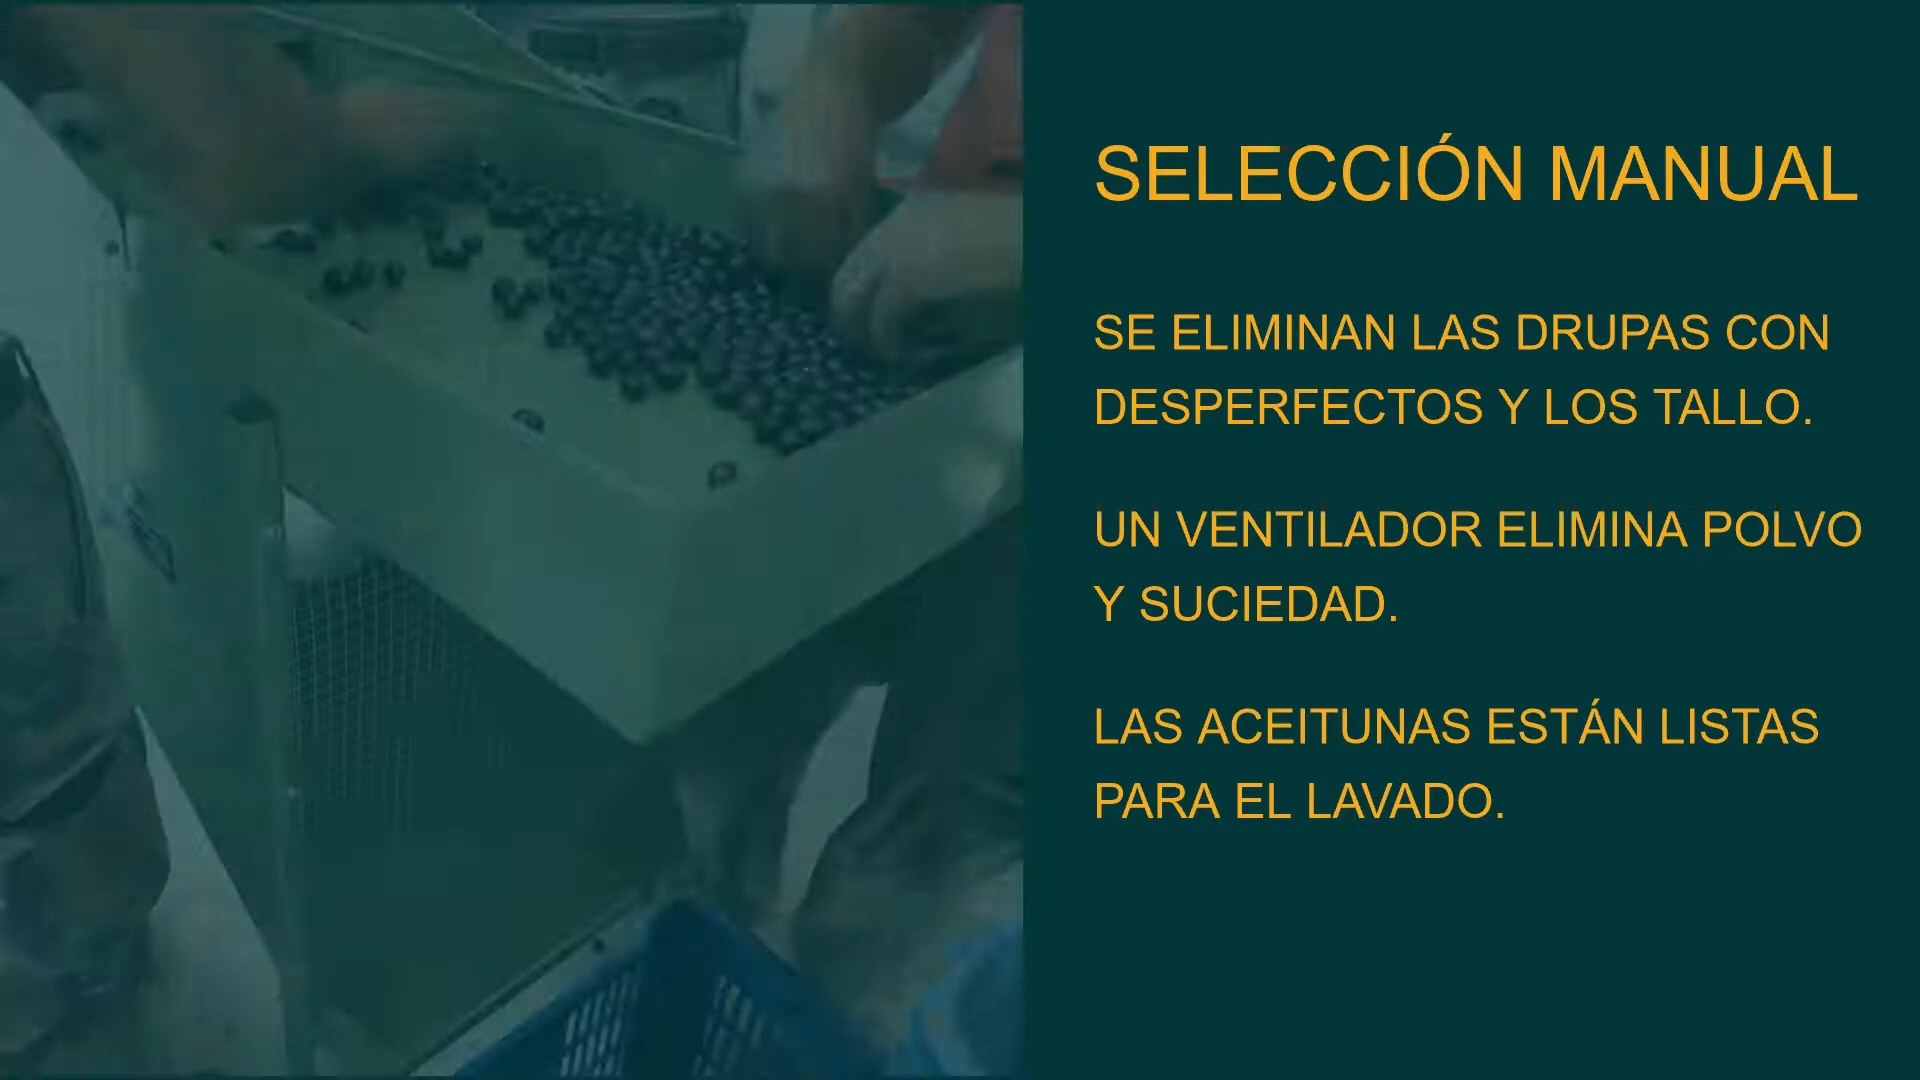 SELECCIÓN MANUAL
SE ELIMINAN LAS DRUPAS CON
DESPERFECTOS Y LOS TALLO.
UN VENTILADOR ELIMINA POLVO
Y SUCIEDAD.
LAS ACEITUNAS ESTÁN LISTAS
PARA EL LAVADO.